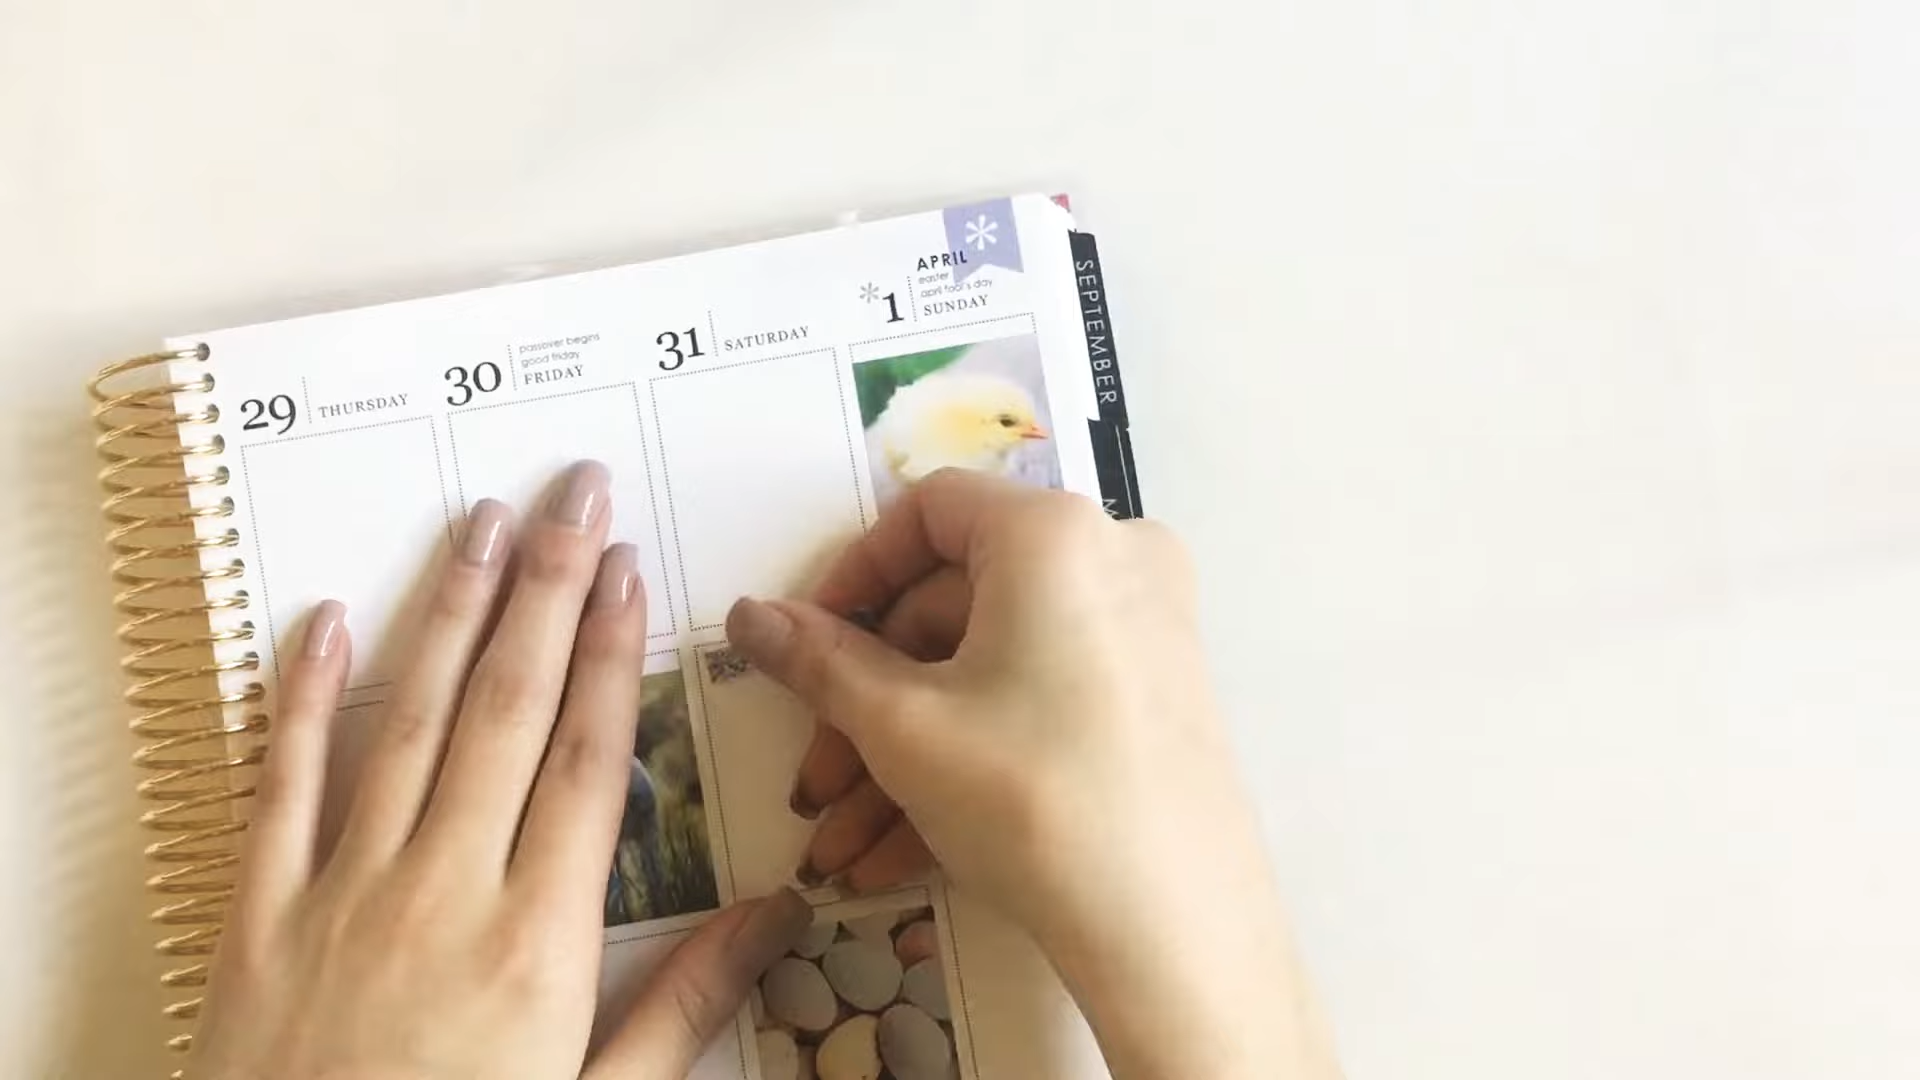 29 THURSDAY
passover begins
good friday
30 FRIDAY
31 SATURDAY
APRIL
easter
april fool's day
*1 SUNDAY
*
SEPTEMBER